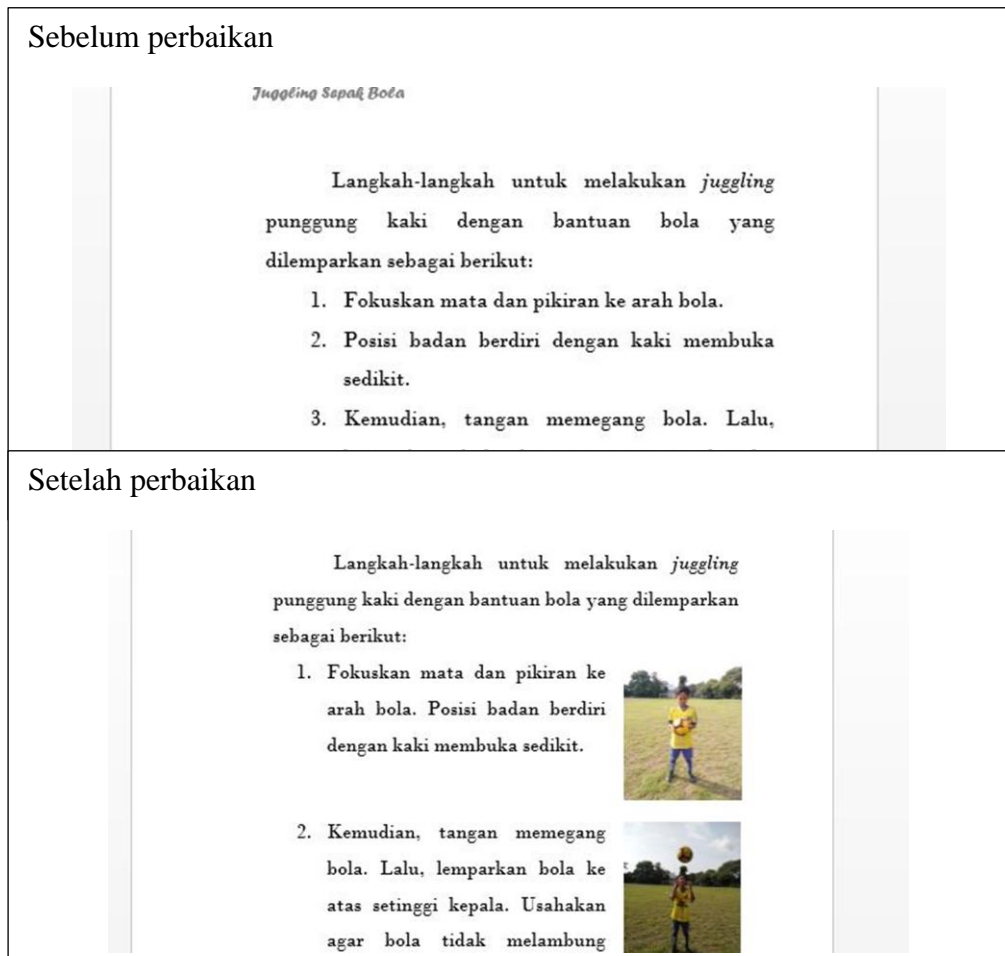 Sebelum perbaikan
Juggling Sepak Bola
Langkah-langkah untuk melakukan juggling
punggung kaki dengan bantuan bola yang
dilemparkan sebagai berikut:
1. Fokuskan mata dan pikiran ke arah bola.
2. Posisi badan berdiri dengan kaki membuka
sedikit.
3. Kemudian, tangan memegang bola. Lalu,
Setelah perbaikan
Langkah-langkah untuk melakukan juggling
punggung kaki dengan bantuan bola yang dilemparkan
sebagai berikut:
1. Fokuskan mata dan pikiran ke
arah bola. Posisi badan berdiri
dengan kaki membuka sedikit.
2. Kemudian, tangan memegang
bola. Lalu, lemparkan bola ke
atas setinggi kepala. Usahakan
agar bola tidak melambung